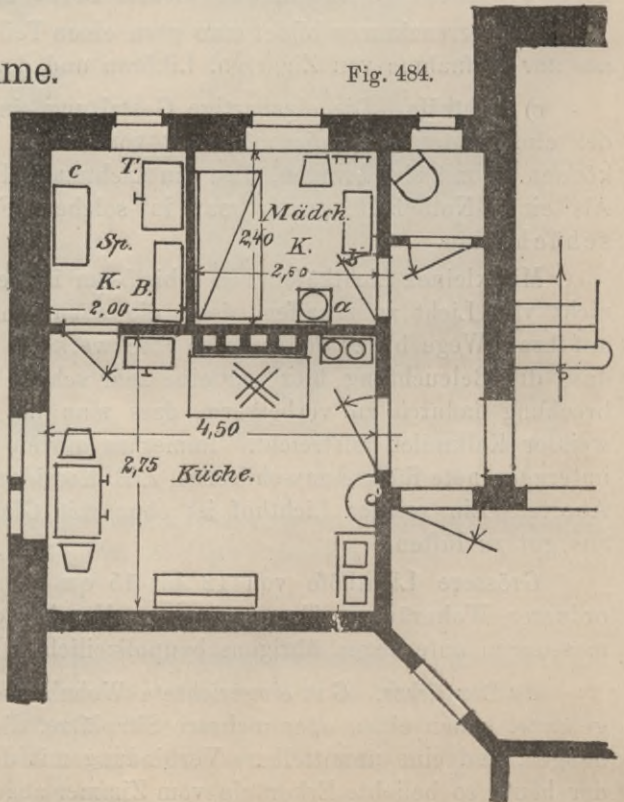 me.
Fig. 484.
c T.
Mädch.
Sp. 2,40 K.
K. B. 2,50 b
2,00 a
4,50
2,75 Küche.
c